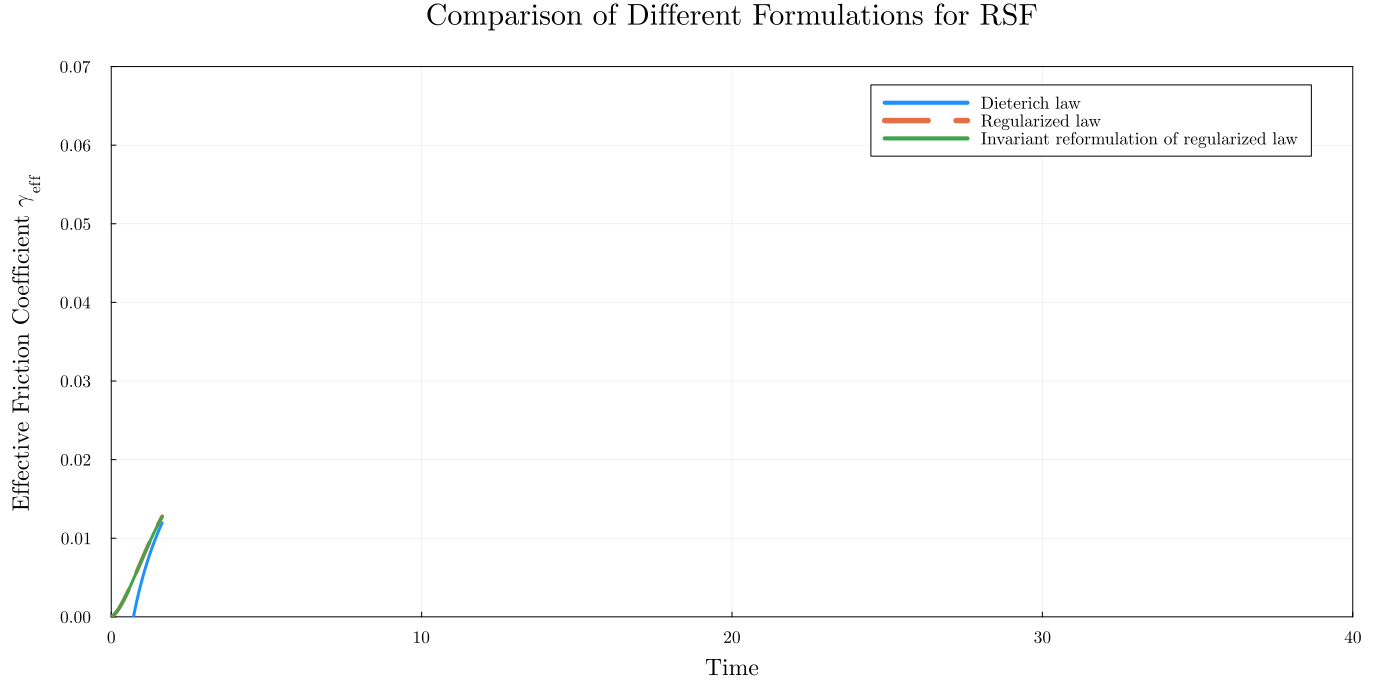 Comparison of Different Formulations for RSF
Effective Friction Coefficient γ_eff
0.07
0.06
0.05
0.04
0.03
0.02
0.01
0.00
Dieterich law
Regularized law
Invariant reformulation of regularized law
0 10 20 30 40
Time